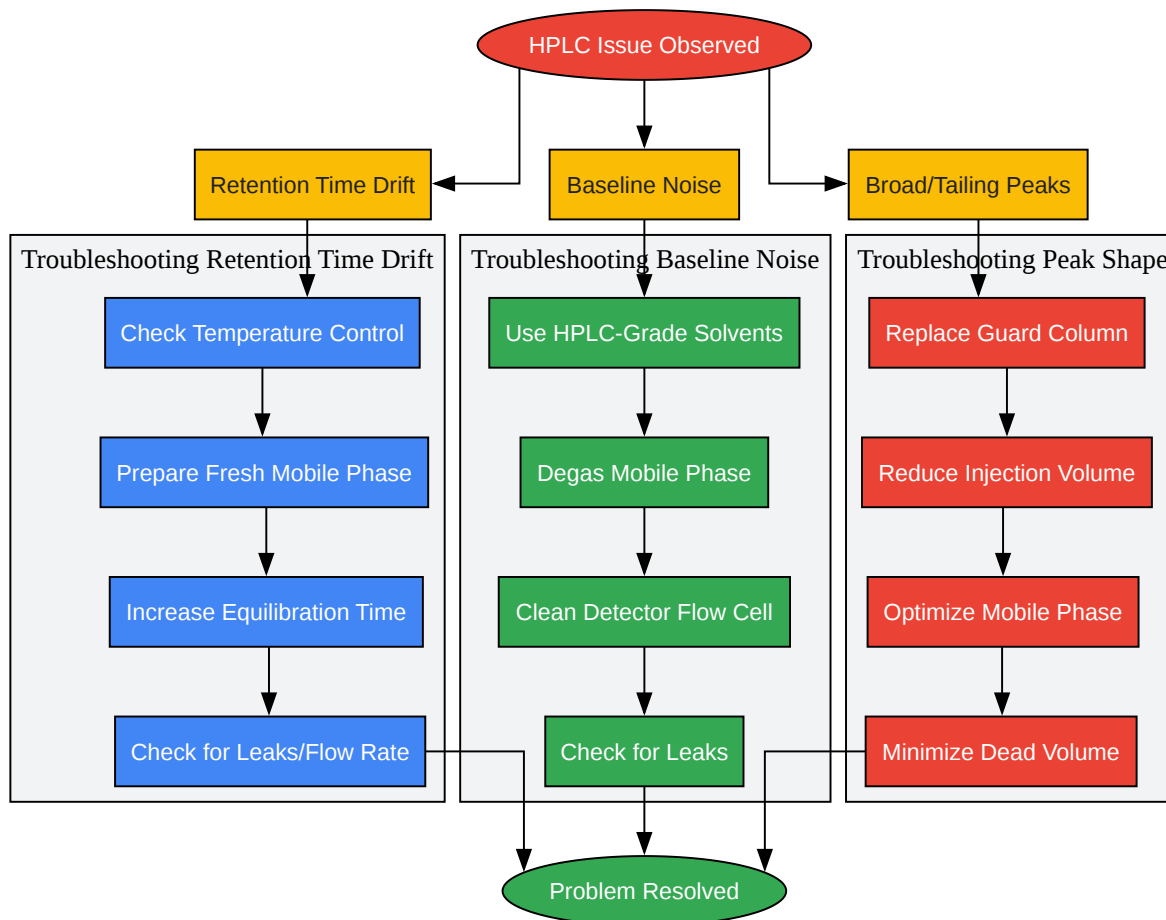 HPLC Issue Observed
Retention Time Drift
Baseline Noise
Broad/Tailing Peaks
Troubleshooting Retention Time Drift
Check Temperature Control
Prepare Fresh Mobile Phase
Increase Equilibration Time
Check for Leaks/Flow Rate
Troubleshooting Baseline Noise
Use HPLC-Grade Solvents
Degas Mobile Phase
Clean Detector Flow Cell
Check for Leaks
Troubleshooting Peak Shape
Replace Guard Column
Reduce Injection Volume
Optimize Mobile Phase
Minimize Dead Volume
Problem Resolved